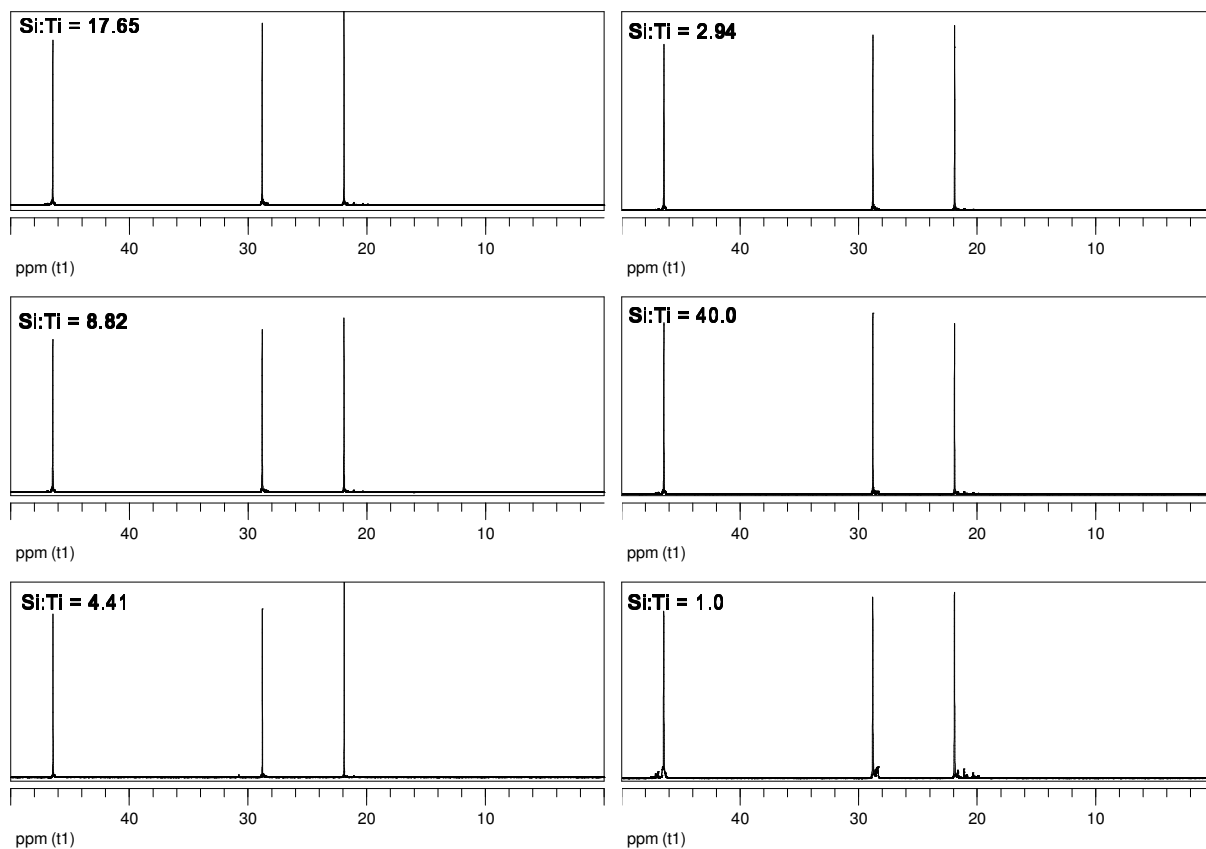 Si:Ti = 17.65
40 30 20 10
ppm (t1)
Si:Ti = 2.94
40 30 20 10
ppm (t1)
Si:Ti = 8.82
40 30 20 10
ppm (t1)
Si:Ti = 40.0
40 30 20 10
ppm (t1)
Si:Ti = 4.41
40 30 20 10
ppm (t1)
Si:Ti = 1.0
40 30 20 10
ppm (t1)